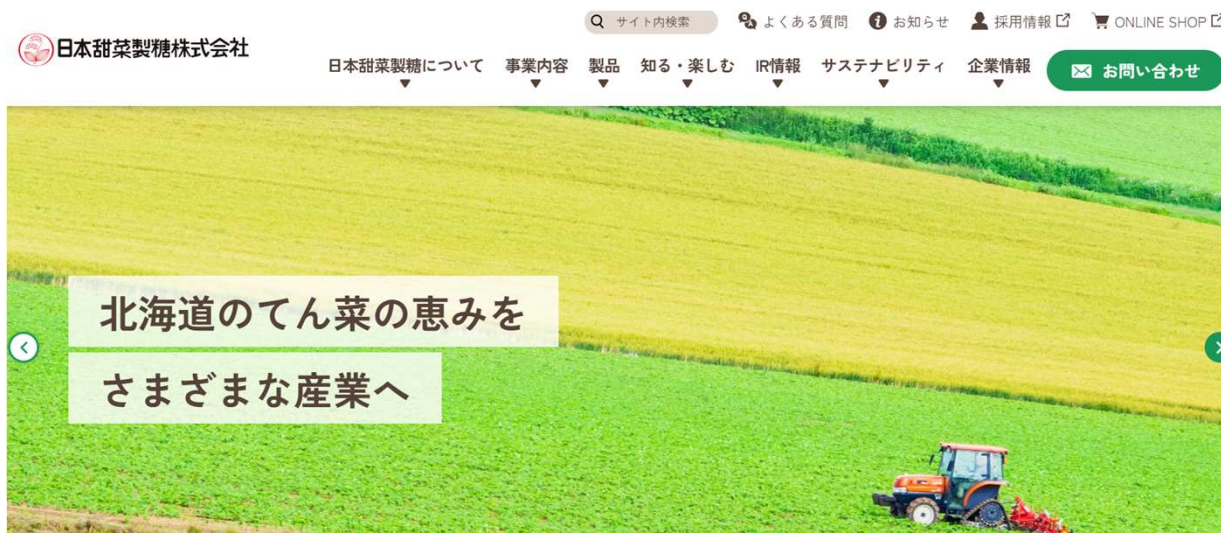 サイト内検索 よくある質問 お知らせ 採用情報 ONLINE SHOP
日本甜菜製糖株式会社
日本甜菜製糖について 事業内容 製品 知る・楽しむ IR情報 サステナビリティ 企業情報 お問い合わせ
北海道のてん菜の恵みを
さまざまな産業へ